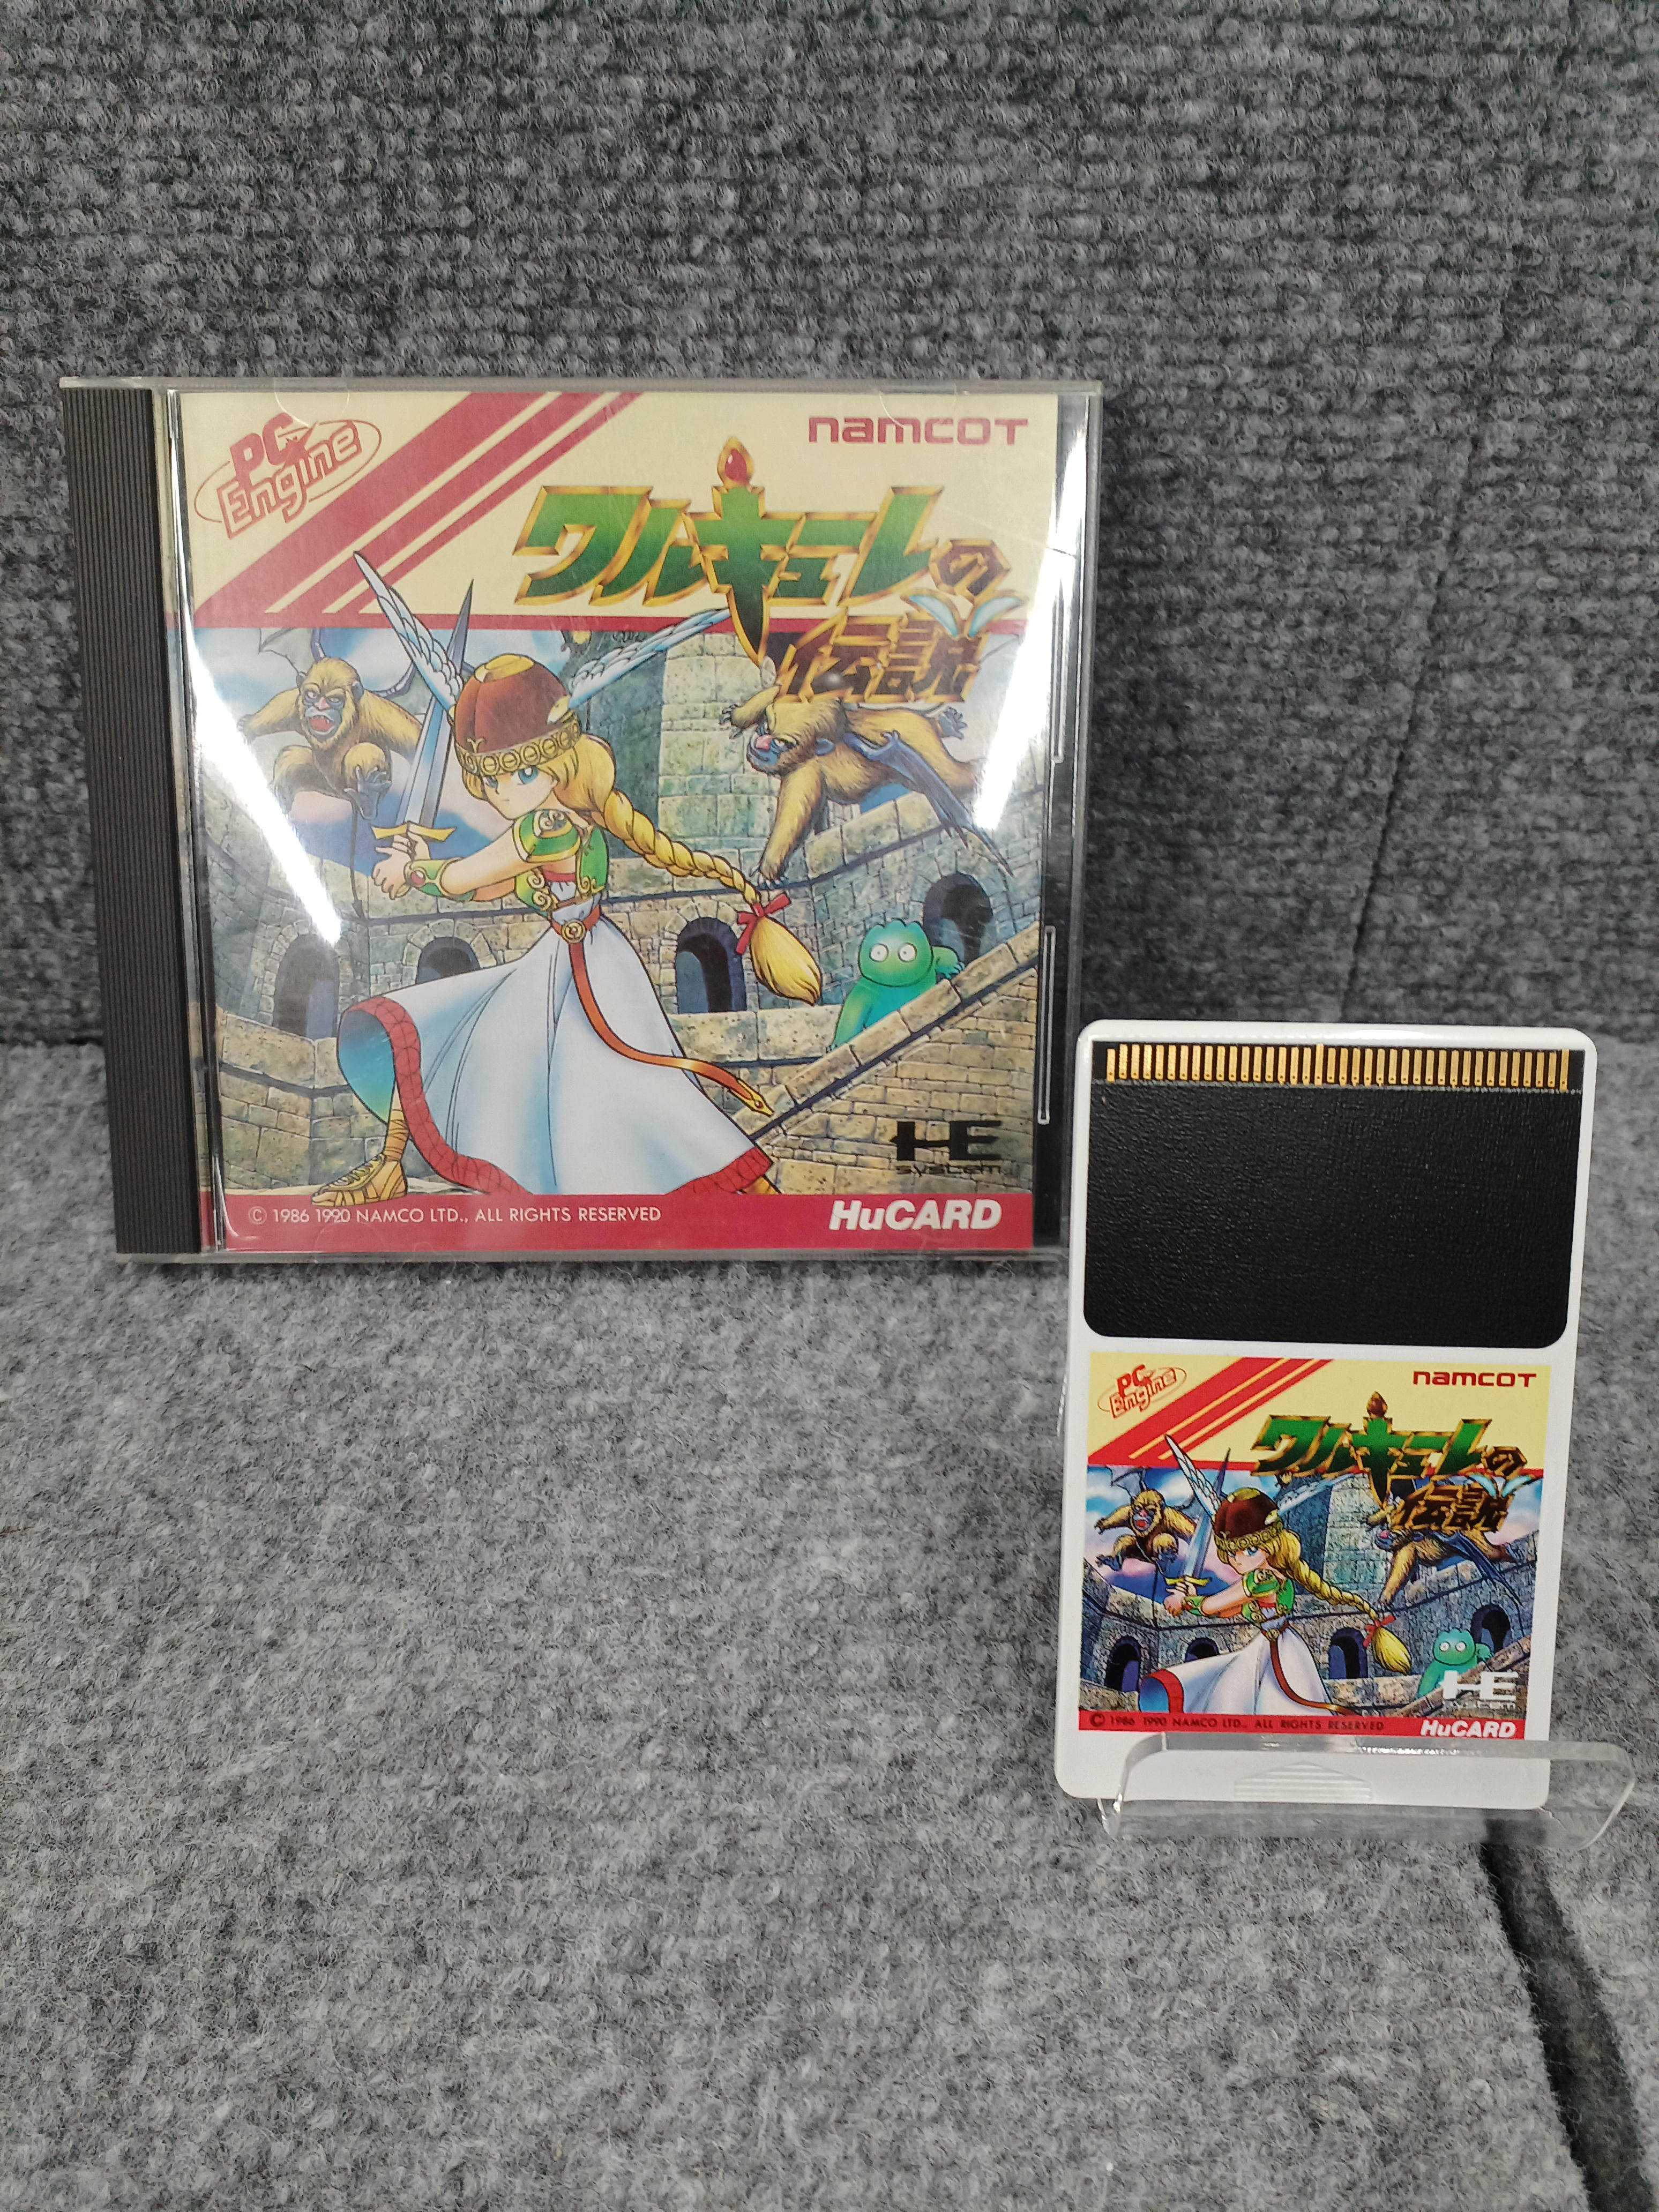 PC Engine
namcot
ワルキューレの
伝説
HE
system
© 1986 1990 NAMCO LTD., ALL RIGHTS RESERVED
HuCARD
PC Engine
namcot
ワルキューレの
伝説
HE
© 1986 1990 NAMCO LTD., ALL RIGHTS RESERVED
HuCARD